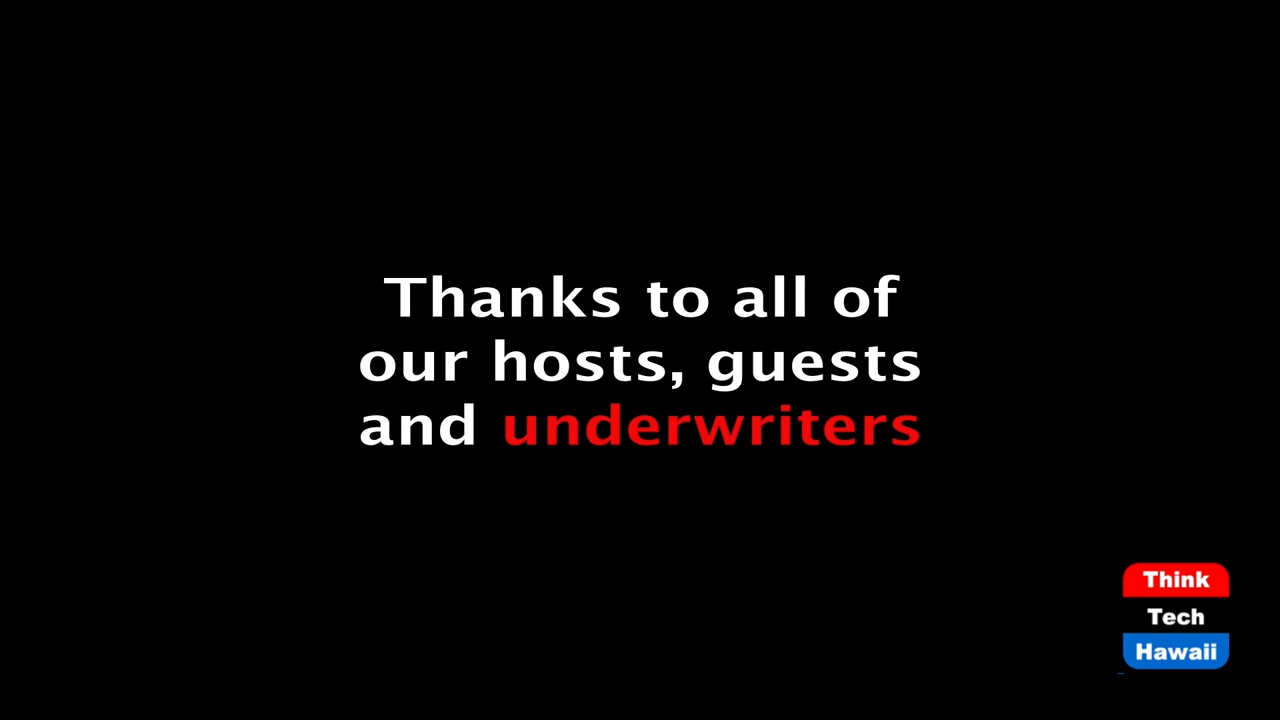 Thanks to all of
our hosts, guests
and underwriters
Think
Tech
Hawaii